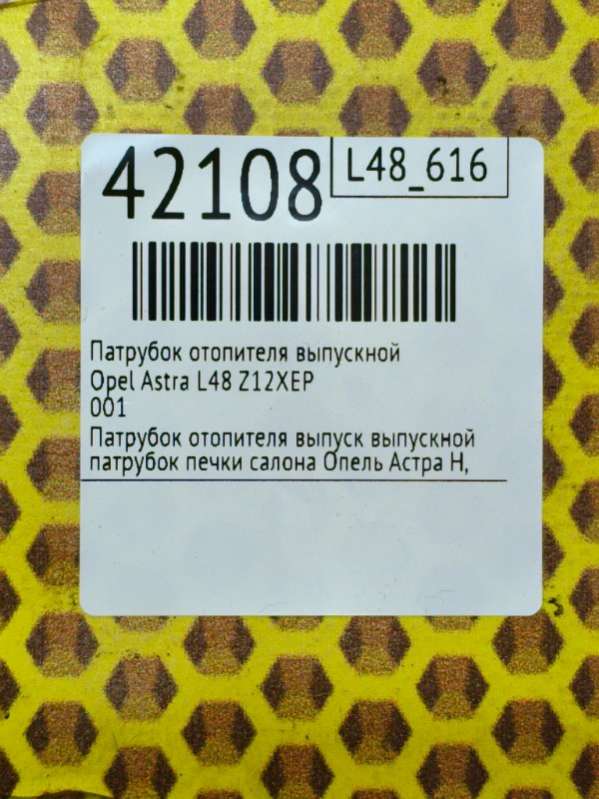 42108
L48_616
Патрубок отопителя выпускной
Opel Astra L48 Z12XEP
001
Патрубок отопителя выпуск выпускной
патрубок печки салона Опель Астра Н,